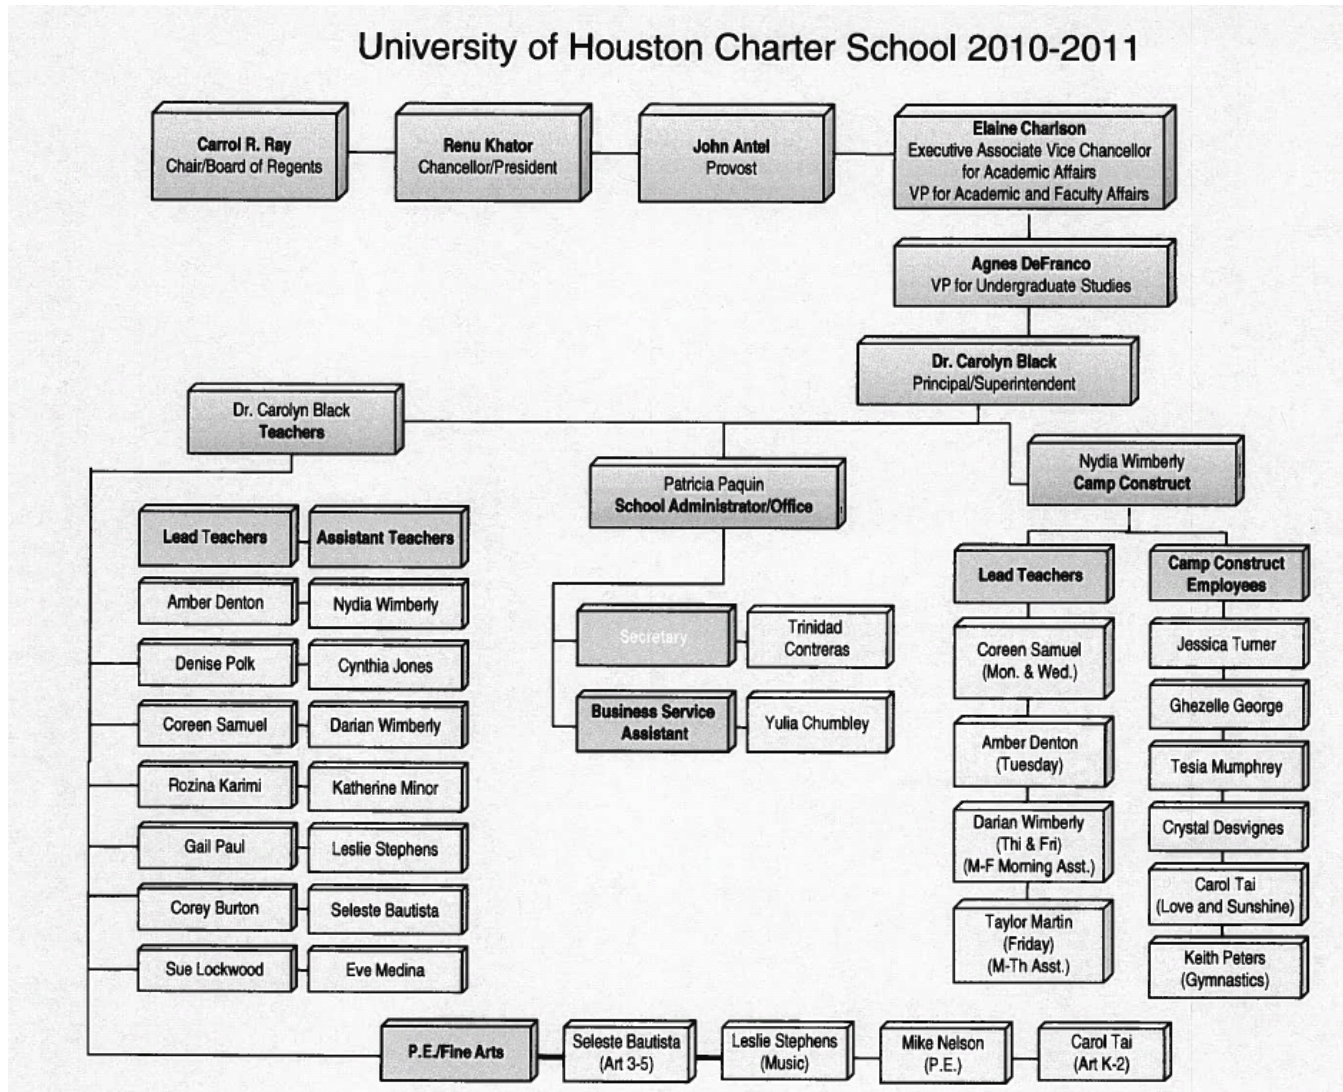 University of Houston Charter School 2010-2011
Carrol R. Ray
Chair/Board of Regents
Renu Khator
Chancellor/President
John Antel
Provost
Elaine Charlson
Executive Associate Vice Chancellor
for Academic Affairs
VP for Academic and Faculty Affairs
Agnes DeFranco
VP for Undergraduate Studies
Dr. Carolyn Black
Principal/Superintendent
Dr. Carolyn Black
Teachers
Patricia Paquin
School Administrator/Office
Nydia Wimberly
Camp Construct
Lead Teachers
Assistant Teachers
Amber Denton
Nydia Wimberly
Denise Polk
Cynthia Jones
Coreen Samuel
Darian Wimberly
Rozina Karimi
Katherine Minor
Gail Paul
Leslie Stephens
Corey Burton
Seleste Bautista
Sue Lockwood
Eve Medina
Secretary
Trinidad
Contreras
Business Service
Assistant
Yulia Chumbley
Lead Teachers
Coreen Samuel
(Mon. & Wed.)
Amber Denton
(Tuesday)
Darian Wimberly
(Thi & Fri)
(M-F Morning Asst.)
Taylor Martin
(Friday)
(M-Th Asst.)
Camp Construct
Employees
Jessica Turner
Ghezelle George
Tesia Mumphrey
Crystal Desvignes
Carol Tai
(Love and Sunshine)
Keith Peters
(Gymnastics)
P.E./Fine Arts
Seleste Bautista
(Art 3-5)
Leslie Stephens
(Music)
Mike Nelson
(P.E.)
Carol Tai
(Art K-2)